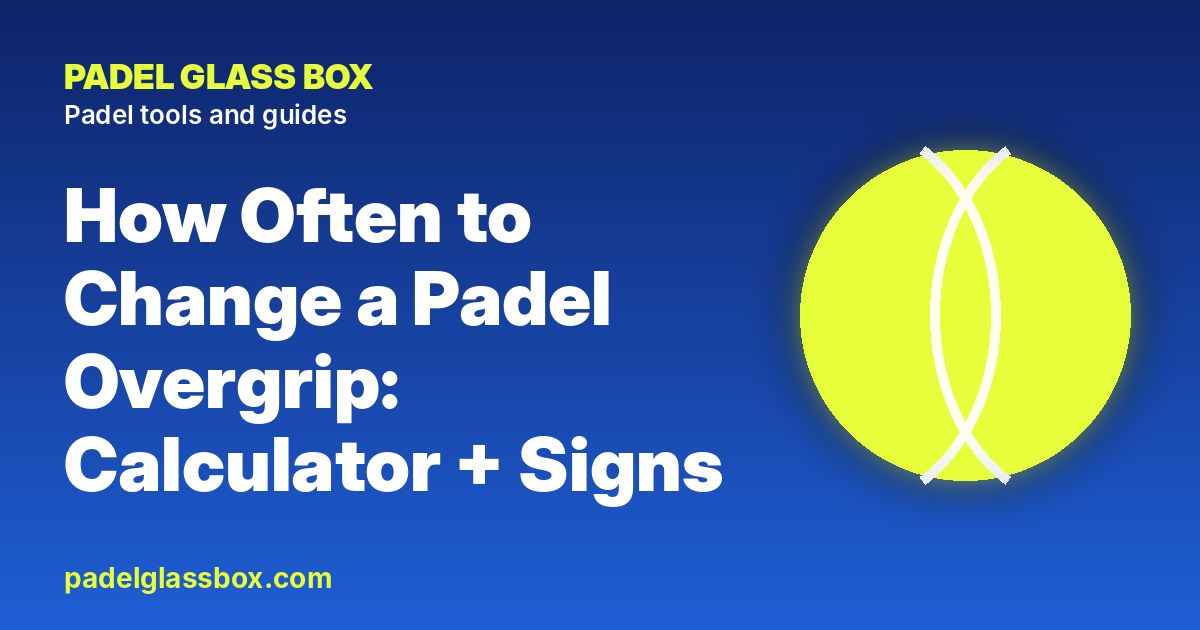 PADEL GLASS BOX
Padel tools and guides
How Often to
Change a Padel
Overgrip:
Calculator + Signs
padelglassbox.com